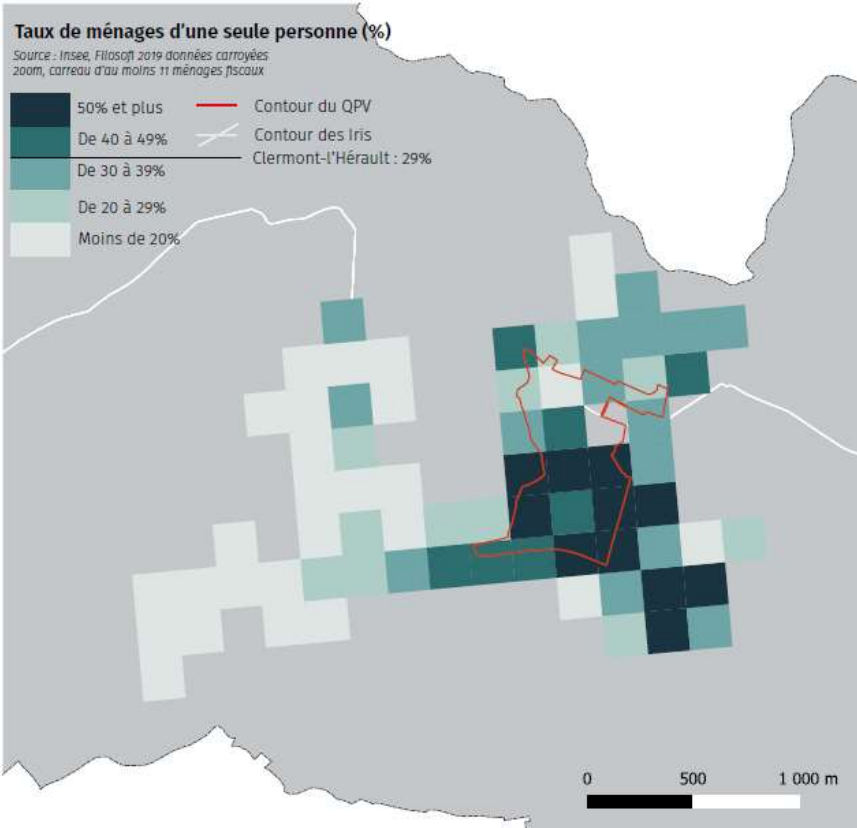 Taux de ménages d'une seule personne (%)
Source : Insee, Filosofi 2019 données carroyées
200m, carreau d'au moins 11 ménages fiscaux
50% et plus
De 40 à 49%
De 30 à 39%
De 20 à 29%
Moins de 20%
Contour du QPV
Contour des Iris
Clermont-l'Hérault : 29%
0 500 1 000 m